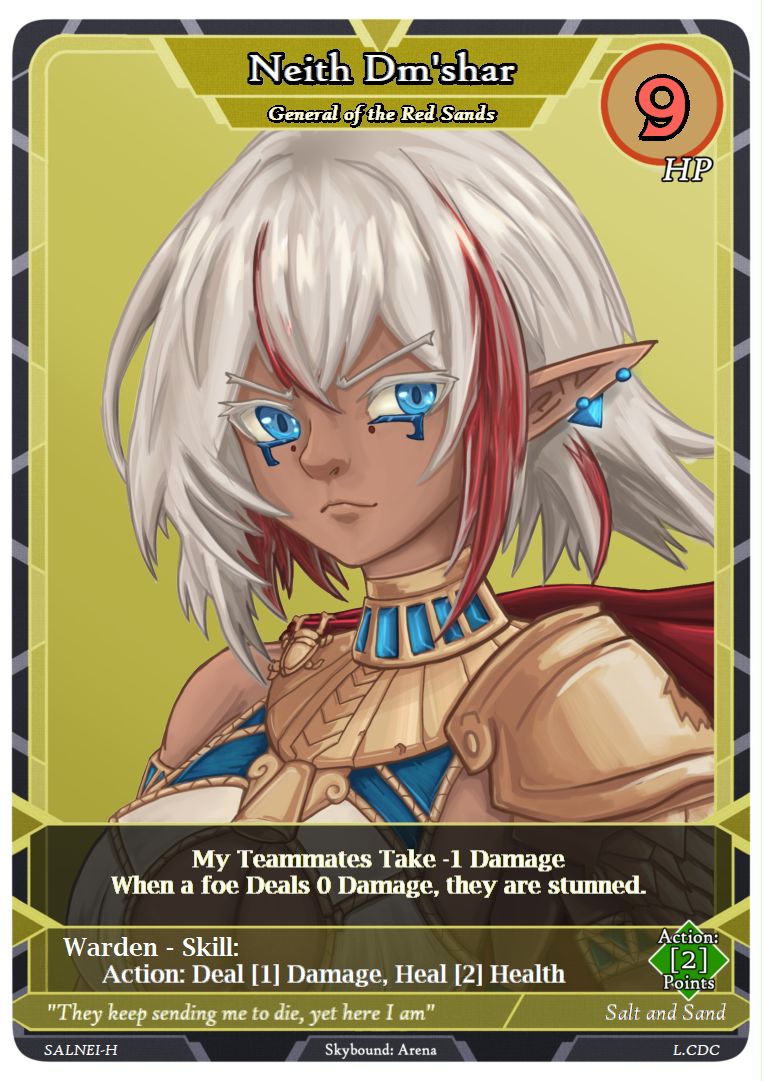 Neith Dm'shar
General of the Red Sands
9
HP
My Teammates Take -1 Damage
When a foe Deals 0 Damage, they are stunned.
Warden - Skill:
Action: Deal [1] Damage, Heal [2] Health
Action:
[2]
Points
"They keep sending me to die, yet here I am"
Salt and Sand
SALNEI-H
Skybound: Arena
L.CDC